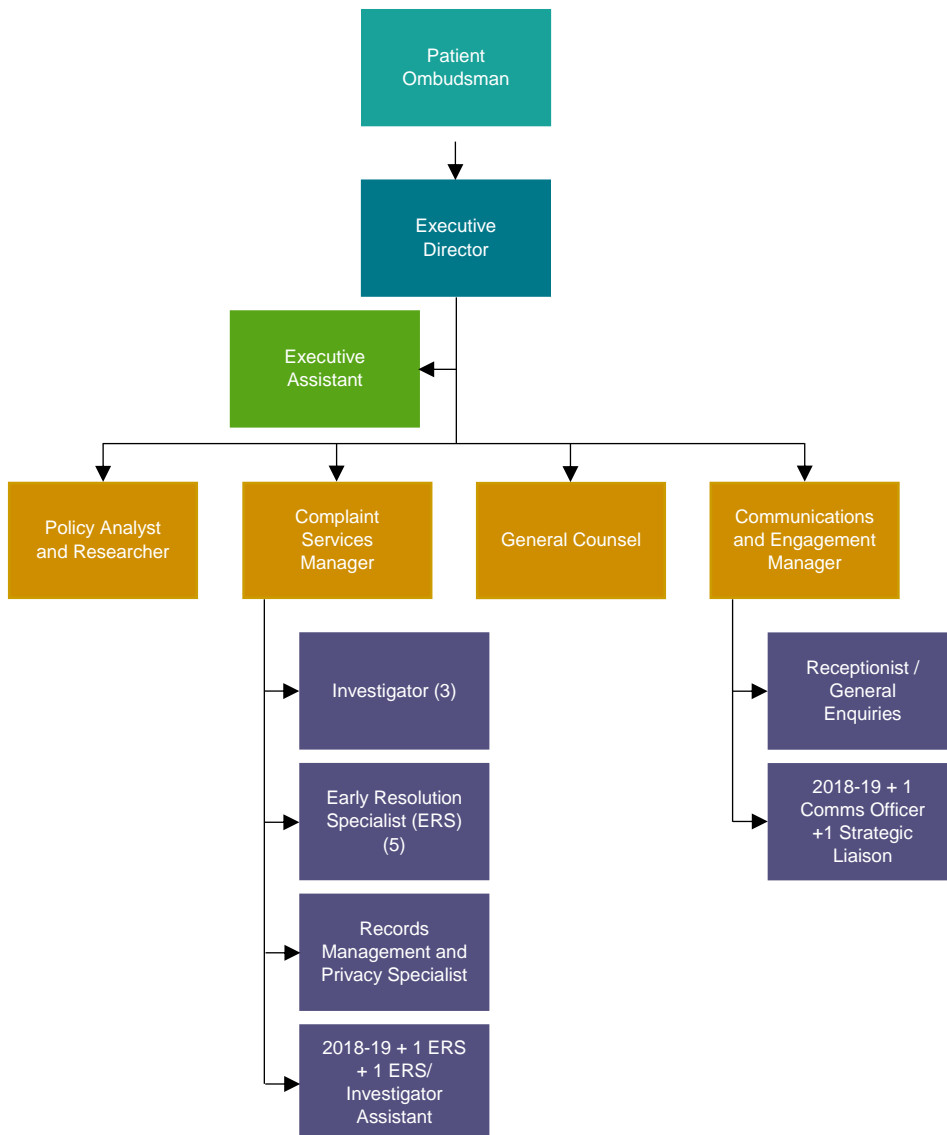 Patient
Ombudsman
Executive
Director
Executive
Assistant
Policy Analyst
and Researcher
Complaint
Services
Manager
General Counsel
Communications
and Engagement
Manager
Investigator (3)
Early Resolution
Specialist (ERS)
(5)
Records
Management and
Privacy Specialist
2018-19 + 1 ERS
+ 1 ERS/
Investigator
Assistant
Receptionist /
General
Enquiries
2018-19 + 1
Comms Officer
+1 Strategic
Liaison